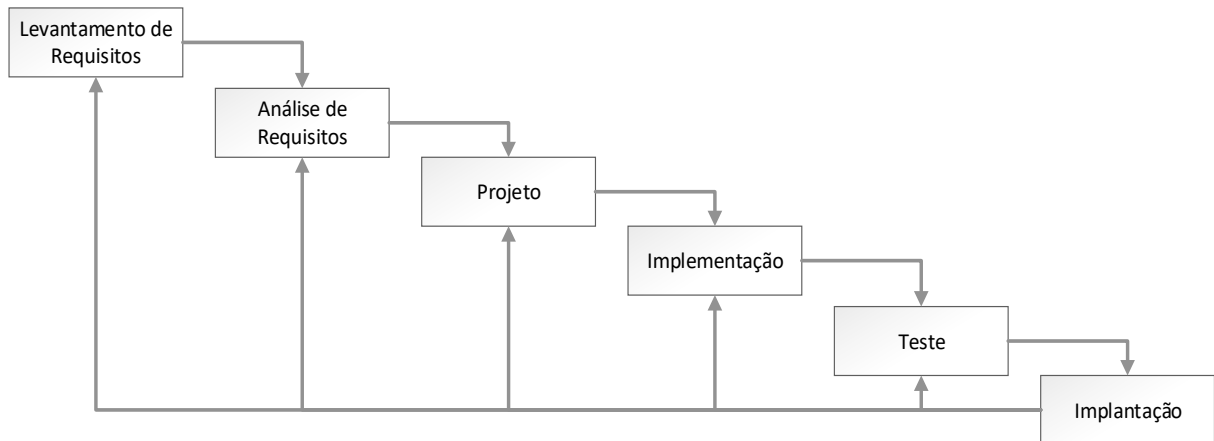 Levantamento de
Requisitos
Análise de
Requisitos
Projeto
Implementação
Teste
Implantação